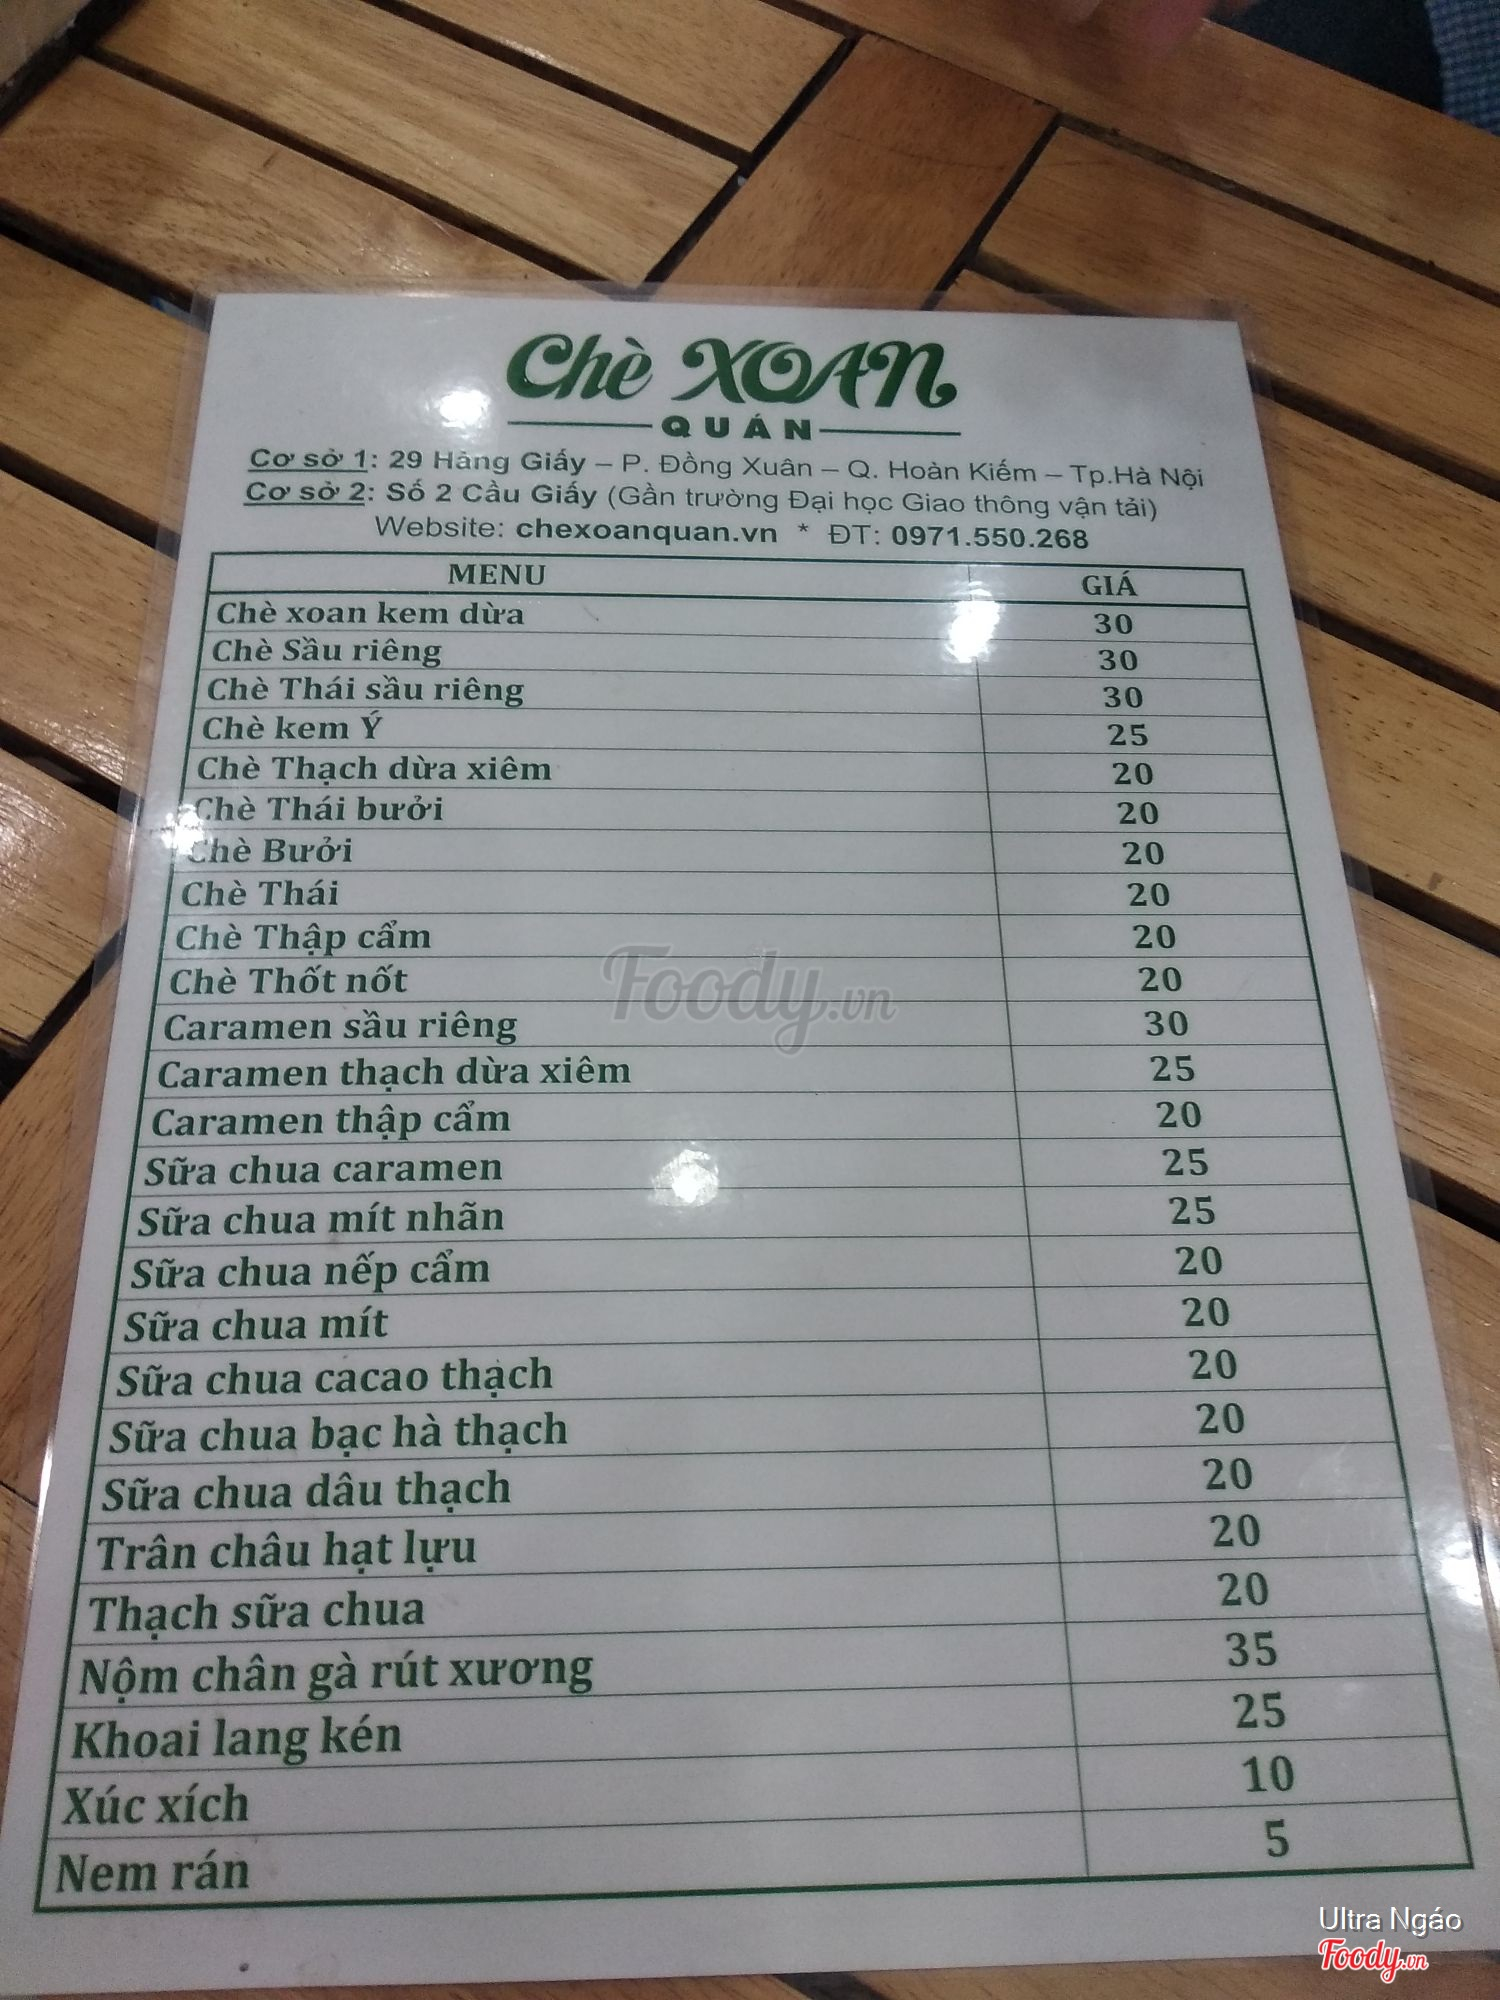 Chè XOAN
QUÁN
Cơ sở 1: 29 Hàng Giấy – P. Đồng Xuân – Q. Hoàn Kiếm – Tp.Hà Nội
Cơ sở 2: Số 2 Cầu Giấy (Gần trường Đại học Giao thông vận tải)
Website: chexoanquan.vn * ĐT: 0971.550.268
MENU GIÁ
Chè xoan kem dừa 30
Chè Sầu riêng 30
Chè Thái sầu riêng 30
Chè kem Ý 25
Chè Thạch dừa xiêm 20
Chè Thái bưởi 20
Chè Bưởi 20
Chè Thái 20
Chè Thập cẩm 20
Chè Thốt nốt 20
Caramen sầu riêng 30
Caramen thạch dừa xiêm 25
Caramen thập cẩm 20
Sữa chua caramen 25
Sữa chua mít nhãn 25
Sữa chua nếp cẩm 20
Sữa chua mít 20
Sữa chua cacao thạch 20
Sữa chua bạc hà thạch 20
Sữa chua dâu thạch 20
Trân châu hạt lựu 20
Thạch sữa chua 20
Nộm chân gà rút xương 35
Khoai lang kén 25
Xúc xích 10
Nem rán 5
Foody.vn
Ultra Ngáo
Foody.vn